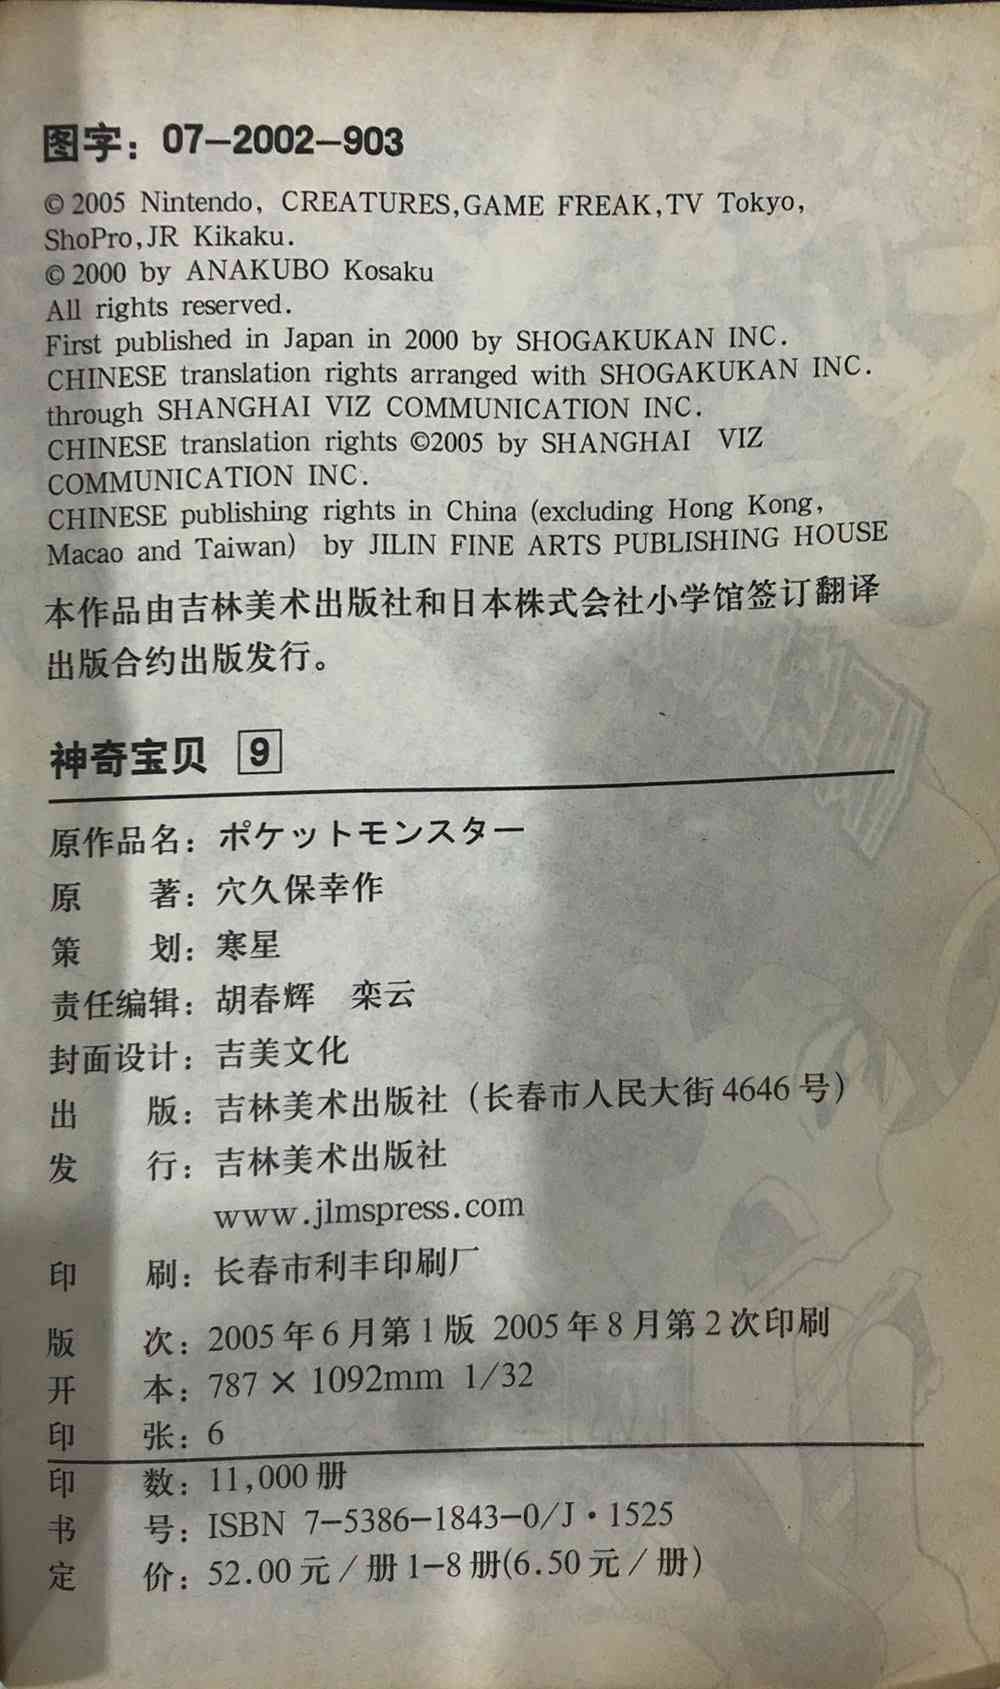 图字：07-2002-903
© 2005 Nintendo, CREATURES,GAME FREAK,TV Tokyo,
ShoPro,JR Kikaku.
© 2000 by ANAKUBO Kosaku
All rights reserved.
First published in Japan in 2000 by SHOGAKUKAN INC.
CHINESE translation rights arranged with SHOGAKUKAN INC.
through SHANGHAI VIZ COMMUNICATION INC.
CHINESE translation rights ©2005 by SHANGHAI VIZ
COMMUNICATION INC.
CHINESE publishing rights in China (excluding Hong Kong,
Macao and Taiwan) by JILIN FINE ARTS PUBLISHING HOUSE
本作品由吉林美术出版社和日本株式会社小学馆签订翻译
出版合约出版发行。
神奇宝贝 9
原作品名：ポケットモンスター
原 著：穴久保幸作
策 划：寒星
责任编辑：胡春辉 栾云
封面设计：吉美文化
出 版：吉林美术出版社（长春市人民大街4646号）
发 行：吉林美术出版社
www.jlmspress.com
印 刷：长春市利丰印刷厂
版 次：2005年6月第1版 2005年8月第2次印刷
开 本：787 × 1092mm 1/32
印 张：6
印 数：11,000册
书 号：ISBN 7-5386-1843-0/J·1525
定 价：52.00元/册1-8册(6.50元/册)